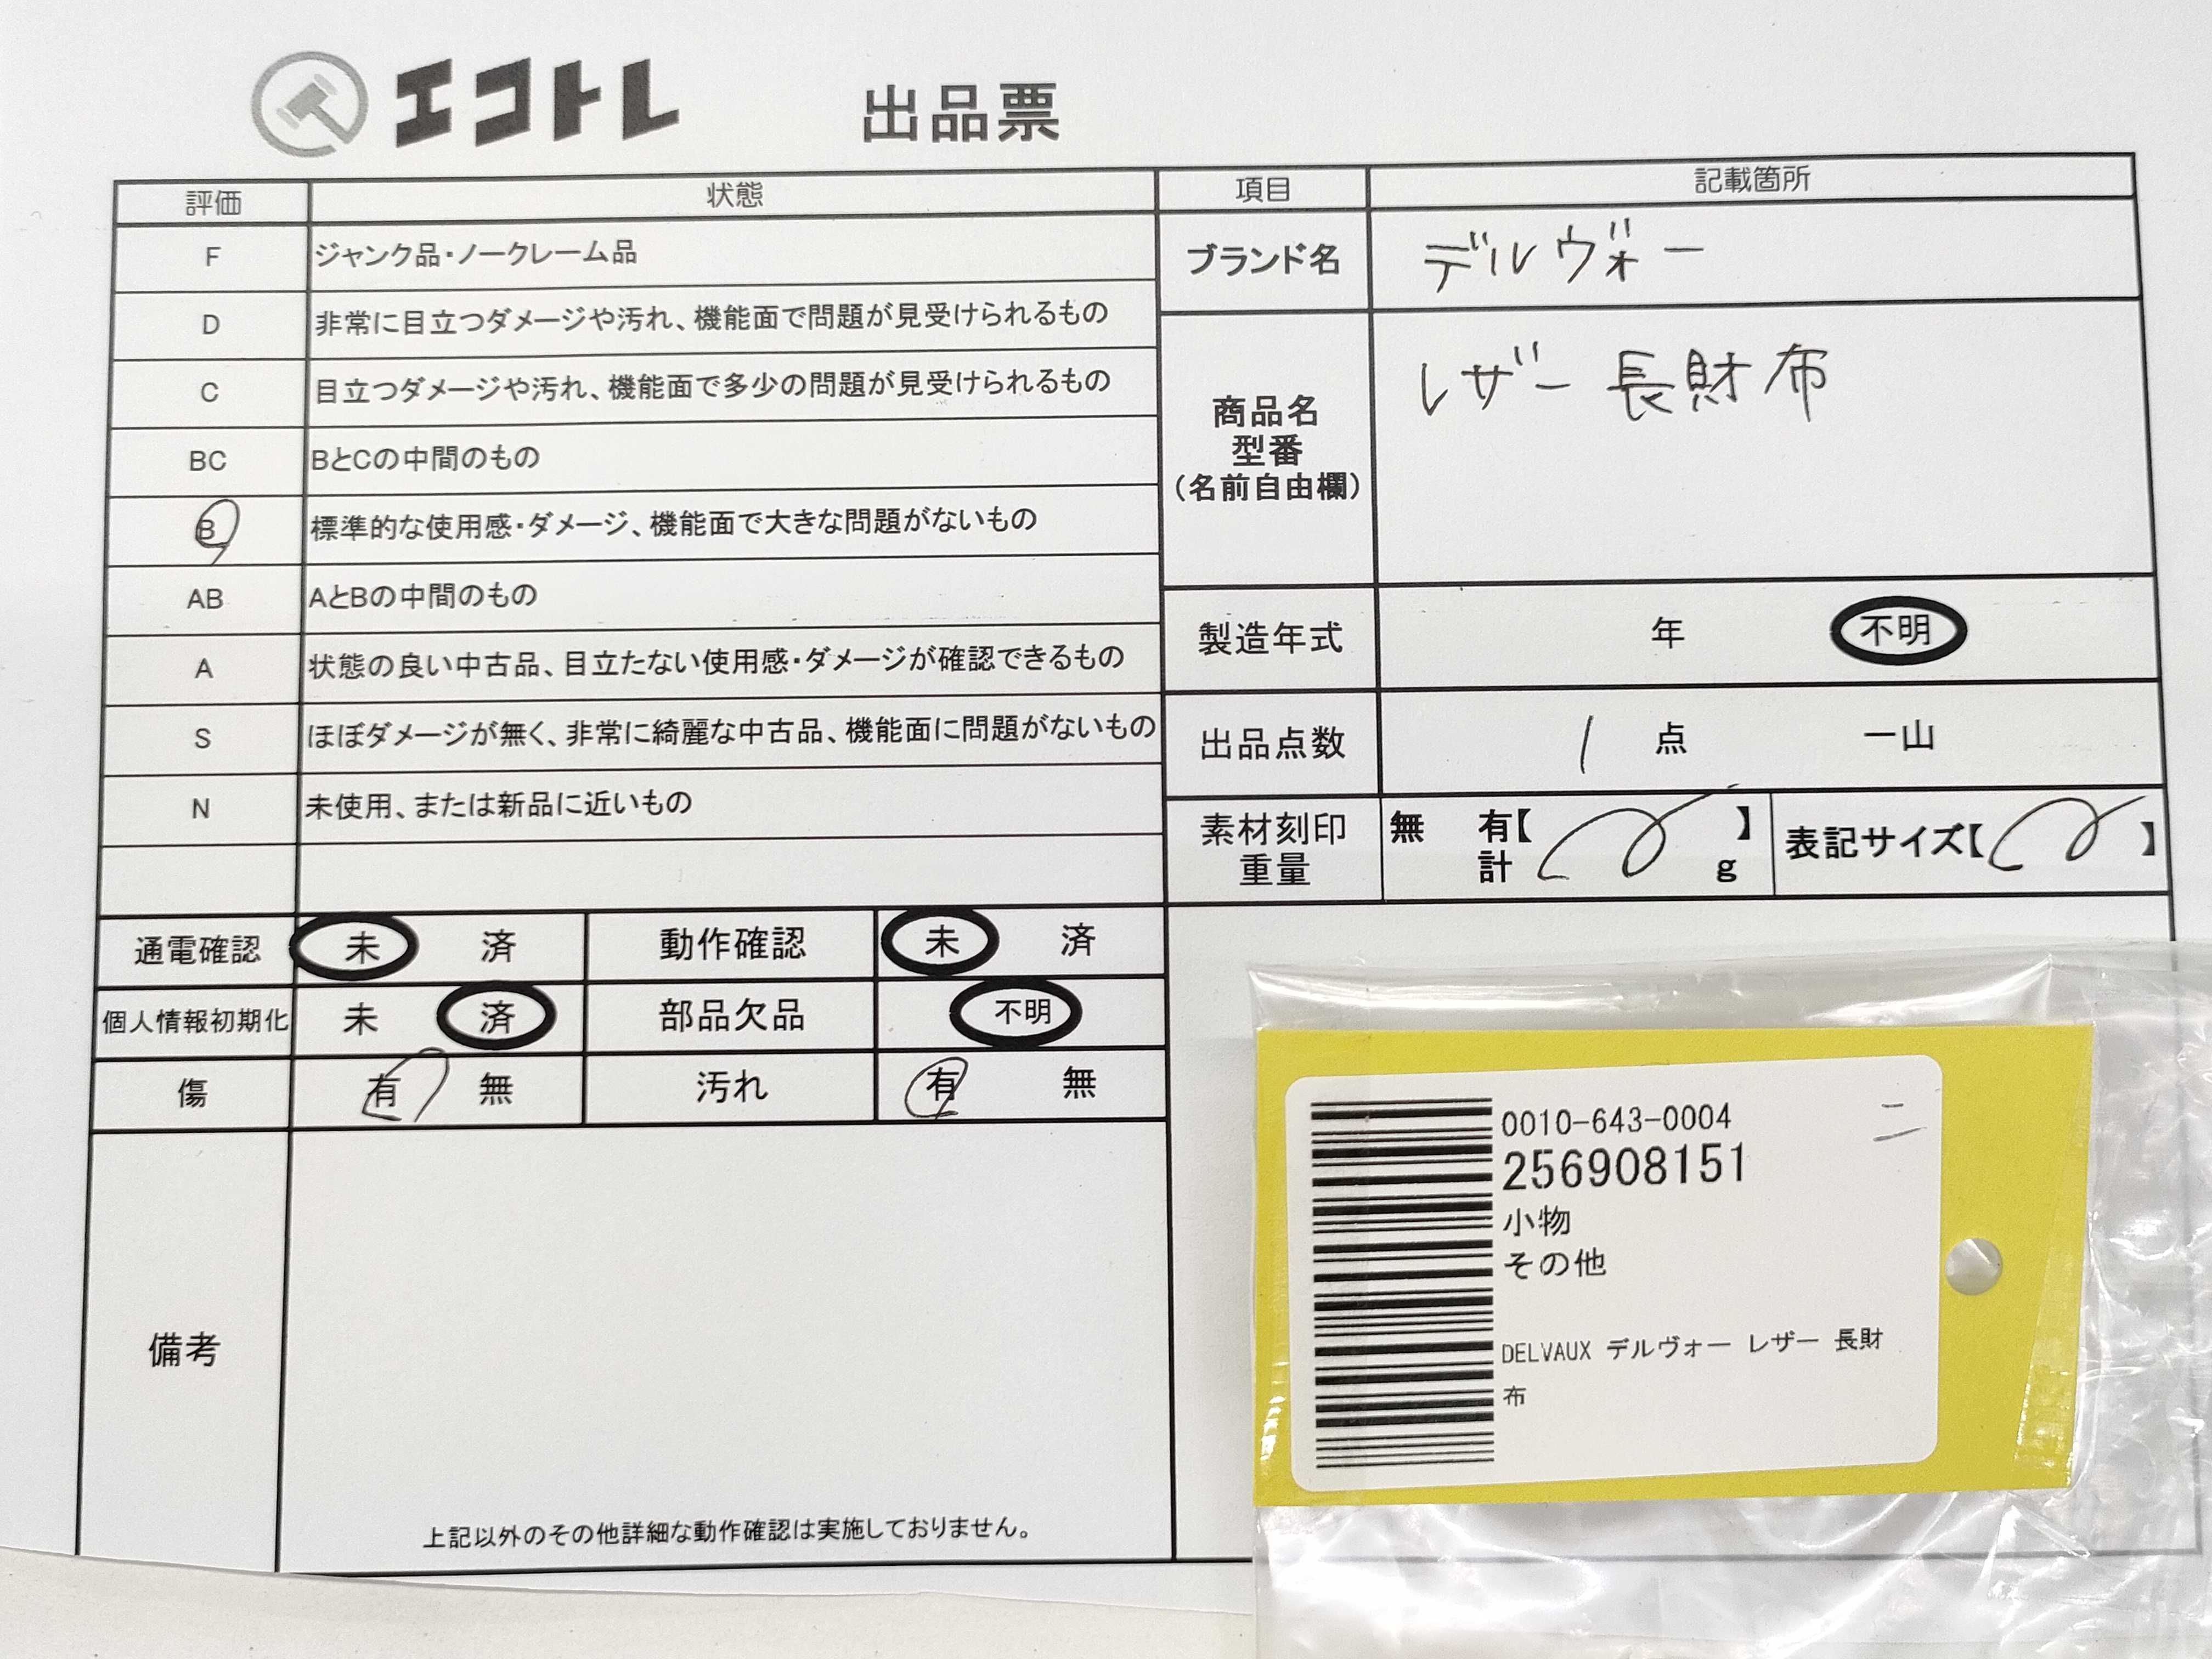 エコトレ 出品票
評価 状態
F ジャンク品・ノークレーム品
D 非常に目立つダメージや汚れ、機能面で問題が見受けられるもの
C 目立つダメージや汚れ、機能面で多少の問題が見受けられるもの
BC BとCの中間のもの
B 標準的な使用感・ダメージ、機能面で大きな問題がないもの
AB AとBの中間のもの
A 状態の良い中古品、目立たない使用感・ダメージが確認できるもの
S ほぼダメージが無く、非常に綺麗な中古品、機能面に問題がないもの
N 未使用、または新品に近いもの
通電確認 未 済 動作確認 未 済
個人情報初期化 未 済 部品欠品 不明
傷 有 無 汚れ 有 無
備考
上記以外のその他詳細な動作確認は実施しておりません。
項目 記載箇所
ブランド名 デルヴォー
商品名
型番
(名前自由欄)
レザー 長財布
製造年式 年 不明
出品点数 1 点 一山
素材刻印 無 有【 】
重量 計 g
表記サイズ【 】
0010-643-0004
256908151
小物
その他
DELVAUX デルヴォー レザー 長財
布
二